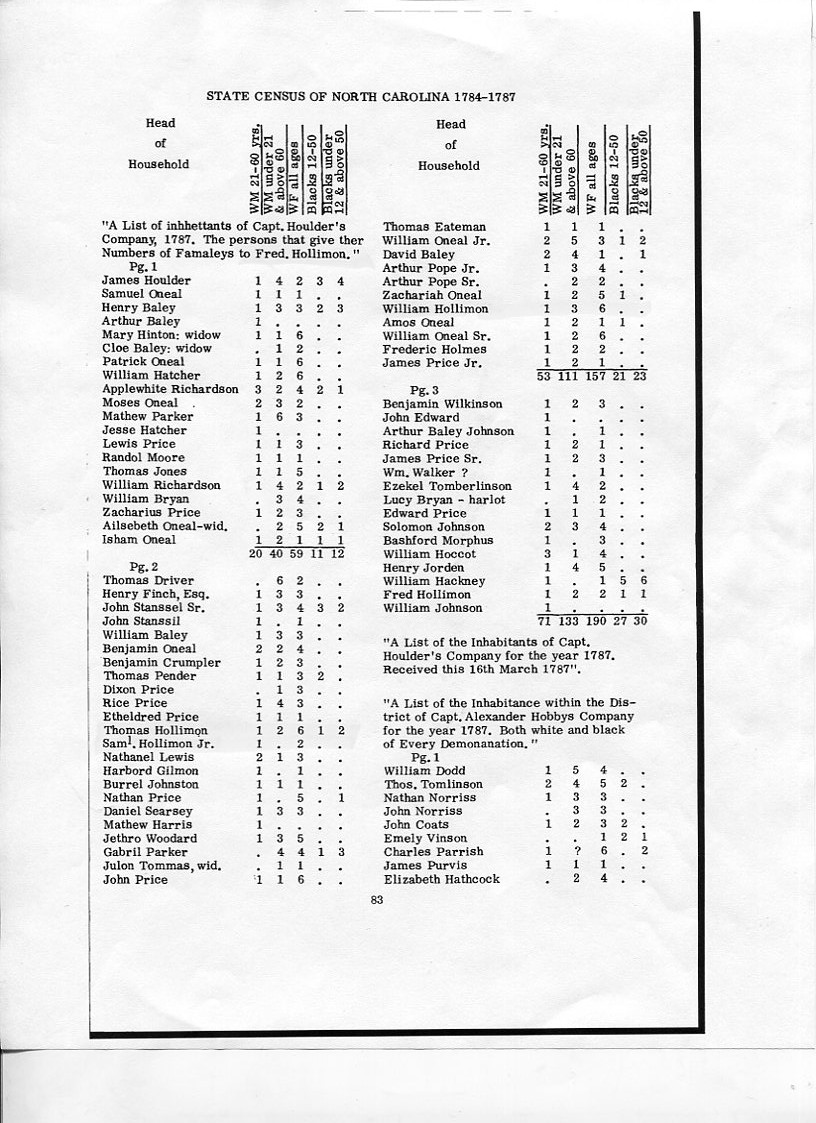 STATE CENSUS OF NORTH CAROLINA 1784-1787
Head
of
Household
WM 21-60 yrs.
WM under 21
& above 60
WF all ages
Blacks 12-50
Blacks under
12 & above 50
"A List of inhhettants of Capt. Houlder's
Company, 1787. The persons that give ther
Numbers of Famaleys to Fred. Hollimon."
Pg. 1
James Houlder 1 4 2 3 4
Samuel Oneal 1 1 1 . .
Henry Baley 1 3 3 2 3
Arthur Baley 1 . . . .
Mary Hinton: widow 1 1 6 . .
Cloe Baley: widow . 1 2 . .
Patrick Oneal 1 1 6 . .
William Hatcher 1 2 6 . .
Applewhite Richardson 3 2 4 2 1
Moses Oneal 2 3 2 . .
Mathew Parker 1 6 3 . .
Jesse Hatcher 1 . . . .
Lewis Price 1 1 3 . .
Randol Moore 1 1 1 . .
Thomas Jones 1 1 5 . .
William Richardson 1 4 2 1 2
William Bryan . 3 4 . .
Zacharius Price 1 2 3 . .
Ailsebeth Oneal-wid. . 2 5 2 1
Isham Oneal 1 2 1 1 1
20 40 59 11 12
Pg. 2
Thomas Driver . 6 2 . .
Henry Finch, Esq. 1 3 3 . .
John Stanssel Sr. 1 3 4 3 2
John Stanssil 1 . 1 . .
William Baley 1 3 3 . .
Benjamin Oneal 2 2 4 . .
Benjamin Crumpler 1 2 3 . .
Thomas Pender 1 1 3 2 .
Dixon Price . 1 3 . .
Rice Price 1 4 3 . .
Etheldred Price 1 1 1 . .
Thomas Hollimon 1 2 6 1 2
Saml. Hollimon Jr. 1 . 2 . .
Nathanel Lewis 2 1 3 . .
Harbord Gilmon 1 . 1 . .
Burrel Johnston 1 1 1 . .
Nathan Price 1 . 5 . 1
Daniel Searsey 1 3 3 . .
Mathew Harris 1 . . . .
Jethro Woodard 1 3 5 . .
Gabril Parker . 4 4 1 3
Julon Tommas, wid. . 1 1 . .
John Price 1 1 6 . .
Head
of
Household
WM 21-60 yrs.
WM under 21
& above 60
WF all ages
Blacks 12-50
Blacks under
12 & above 50
Thomas Eateman 1 1 1 . .
William Oneal Jr. 2 5 3 1 2
David Baley 2 4 1 . 1
Arthur Pope Jr. 1 3 4 . .
Arthur Pope Sr. . 2 2 . .
Zachariah Oneal 1 2 5 1 .
William Hollimon 1 3 6 . .
Amos Oneal 1 2 1 1 .
William Oneal Sr. 1 2 6 . .
Frederic Holmes 1 2 2 . .
James Price Jr. 1 2 1 . .
53 111 157 21 23
Pg. 3
Benjamin Wilkinson 1 2 3 . .
John Edward 1 . . . .
Arthur Baley Johnson 1 . 1 . .
Richard Price 1 2 1 . .
James Price Sr. 1 2 3 . .
Wm. Walker ? 1 . 1 . .
Ezekel Tomberlinson 1 4 2 . .
Lucy Bryan - harlot . 1 2 . .
Edward Price 1 1 1 . .
Solomon Johnson 2 3 4 . .
Bashford Morphus 1 . 3 . .
William Hoccot 3 1 4 . .
Henry Jorden 1 4 5 . .
William Hackney 1 . 1 5 6
Fred Hollimon 1 2 2 1 1
William Johnson 1 . . . .
71 133 190 27 30
"A List of the Inhabitants of Capt.
Houlder's Company for the year 1787.
Received this 16th March 1787".
"A List of the Inhabitance within the Dis-
trict of Capt. Alexander Hobbys Company
for the year 1787. Both white and black
of Every Demonanation."
Pg. 1
William Dodd 1 5 4 . .
Thos. Tomlinson 2 4 5 2 .
Nathan Norriss 1 3 3 . .
John Norriss . 3 3 . .
John Coats 1 2 3 2 .
Emely Vinson . . 1 2 1
Charles Parrish 1 ? 6 . 2
James Purvis 1 1 1 . .
Elizabeth Hathcock . 2 4 . .
83